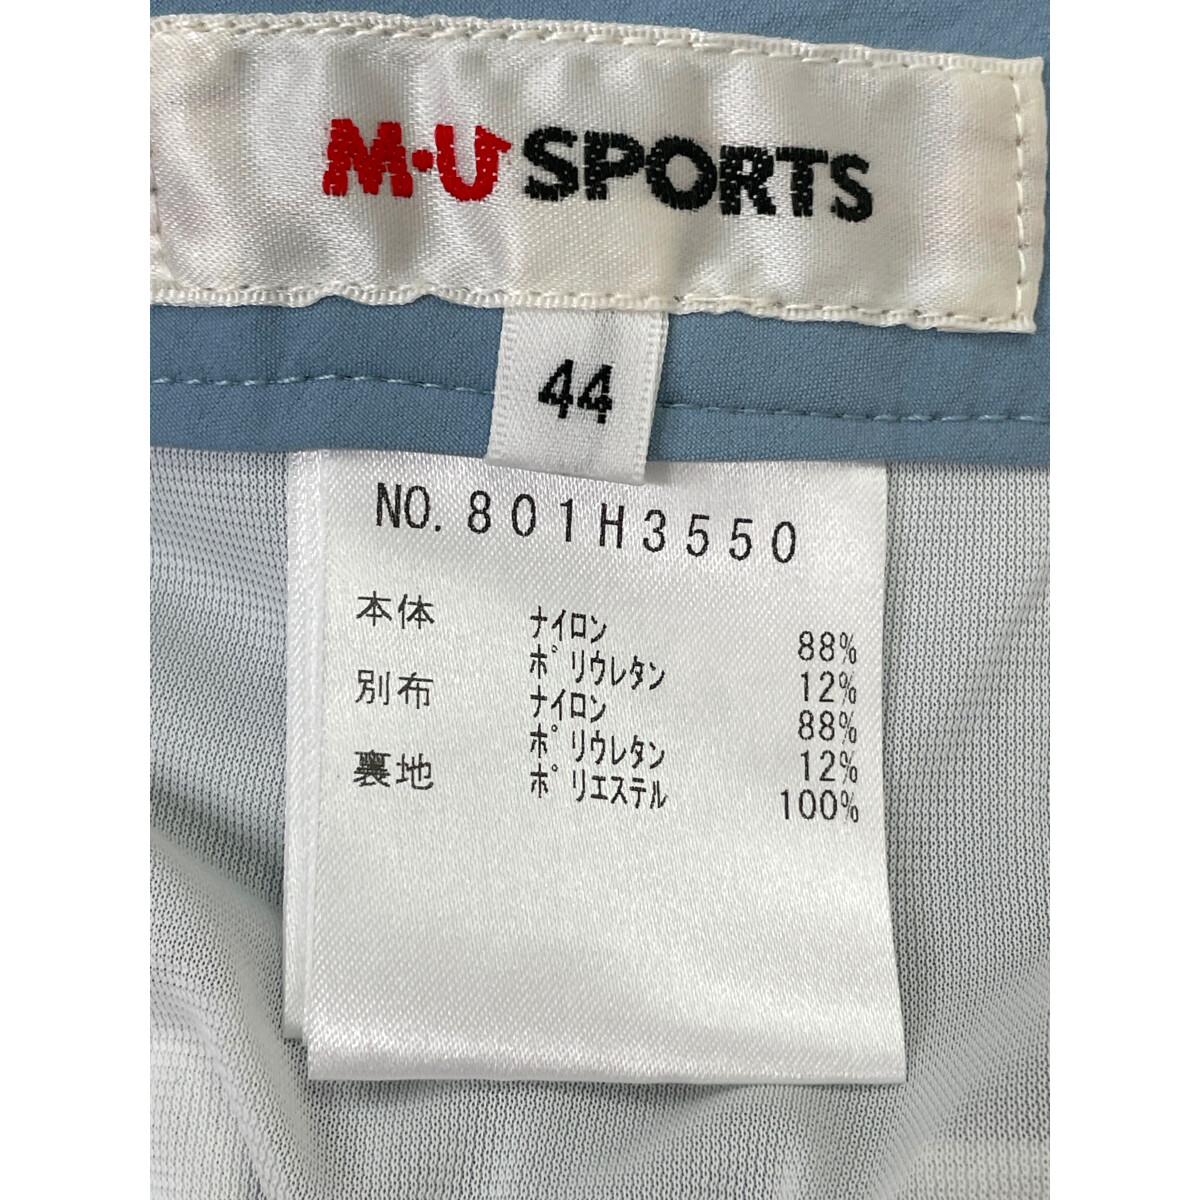 M・U SPORTS
44
NO. 801H3550
本体 ﾅｲﾛﾝ 88%
ﾎﾟﾘｳﾚﾀﾝ 12%
別布 ﾅｲﾛﾝ 88%
ﾎﾟﾘｳﾚﾀﾝ 12%
裏地 ﾎﾟﾘｴｽﾃﾙ 100%